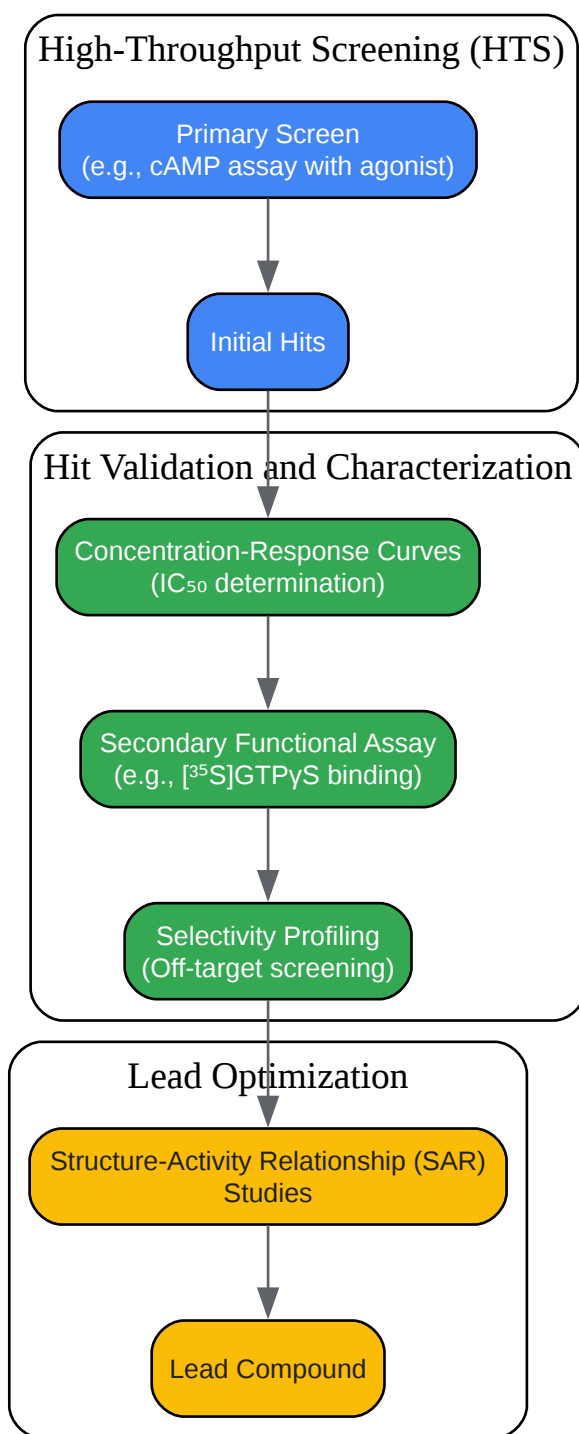 High-Throughput Screening (HTS)
Primary Screen
(e.g., cAMP assay with agonist)
Initial Hits
Hit Validation and Characterization
Concentration-Response Curves
(IC₅₀ determination)
Secondary Functional Assay
(e.g., [³⁵S]GTPγS binding)
Selectivity Profiling
(Off-target screening)
Lead Optimization
Structure-Activity Relationship (SAR)
Studies
Lead Compound